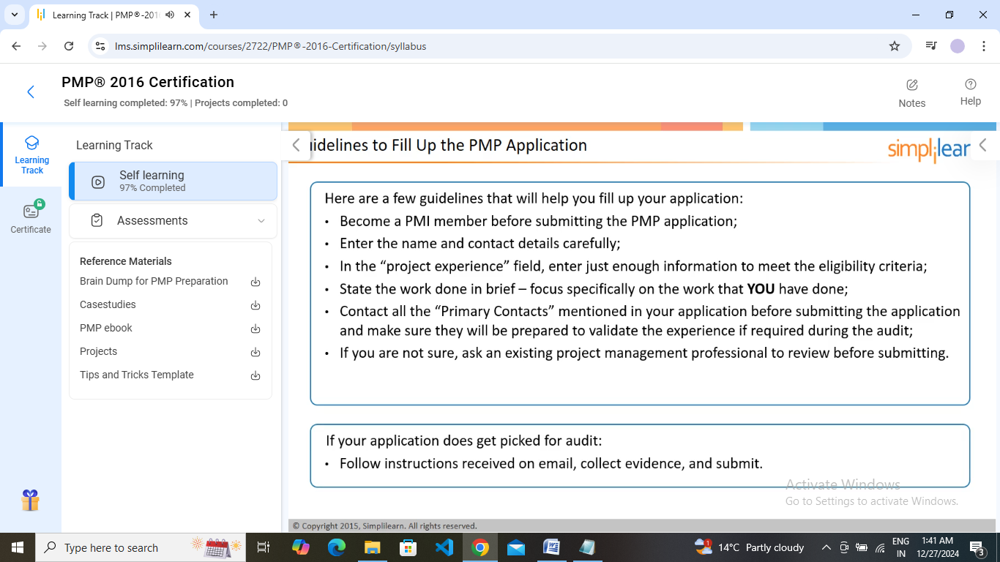 Learning Track | PMP®-201
lms.simplilearn.com/courses/2722/PMP®-2016-Certification/syllabus
PMP® 2016 Certification
Self learning completed: 97% | Projects completed: 0
Notes
Help
Learning
Track
Certificate
Learning Track
Self learning
97% Completed
Assessments
Reference Materials
Brain Dump for PMP Preparation
Casestudies
PMP ebook
Projects
Tips and Tricks Template
idelines to Fill Up the PMP Application
simplilear
Here are a few guidelines that will help you fill up your application:
• Become a PMI member before submitting the PMP application;
• Enter the name and contact details carefully;
• In the “project experience” field, enter just enough information to meet the eligibility criteria;
• State the work done in brief – focus specifically on the work that YOU have done;
• Contact all the “Primary Contacts” mentioned in your application before submitting the application
and make sure they will be prepared to validate the experience if required during the audit;
• If you are not sure, ask an existing project management professional to review before submitting.
If your application does get picked for audit:
• Follow instructions received on email, collect evidence, and submit.
Activate Windows
Go to Settings to activate Windows.
© Copyright 2015, Simplilearn. All rights reserved.
Type here to search
1
14°C Partly cloudy
ENG
IN
1:41 AM
12/27/2024
3